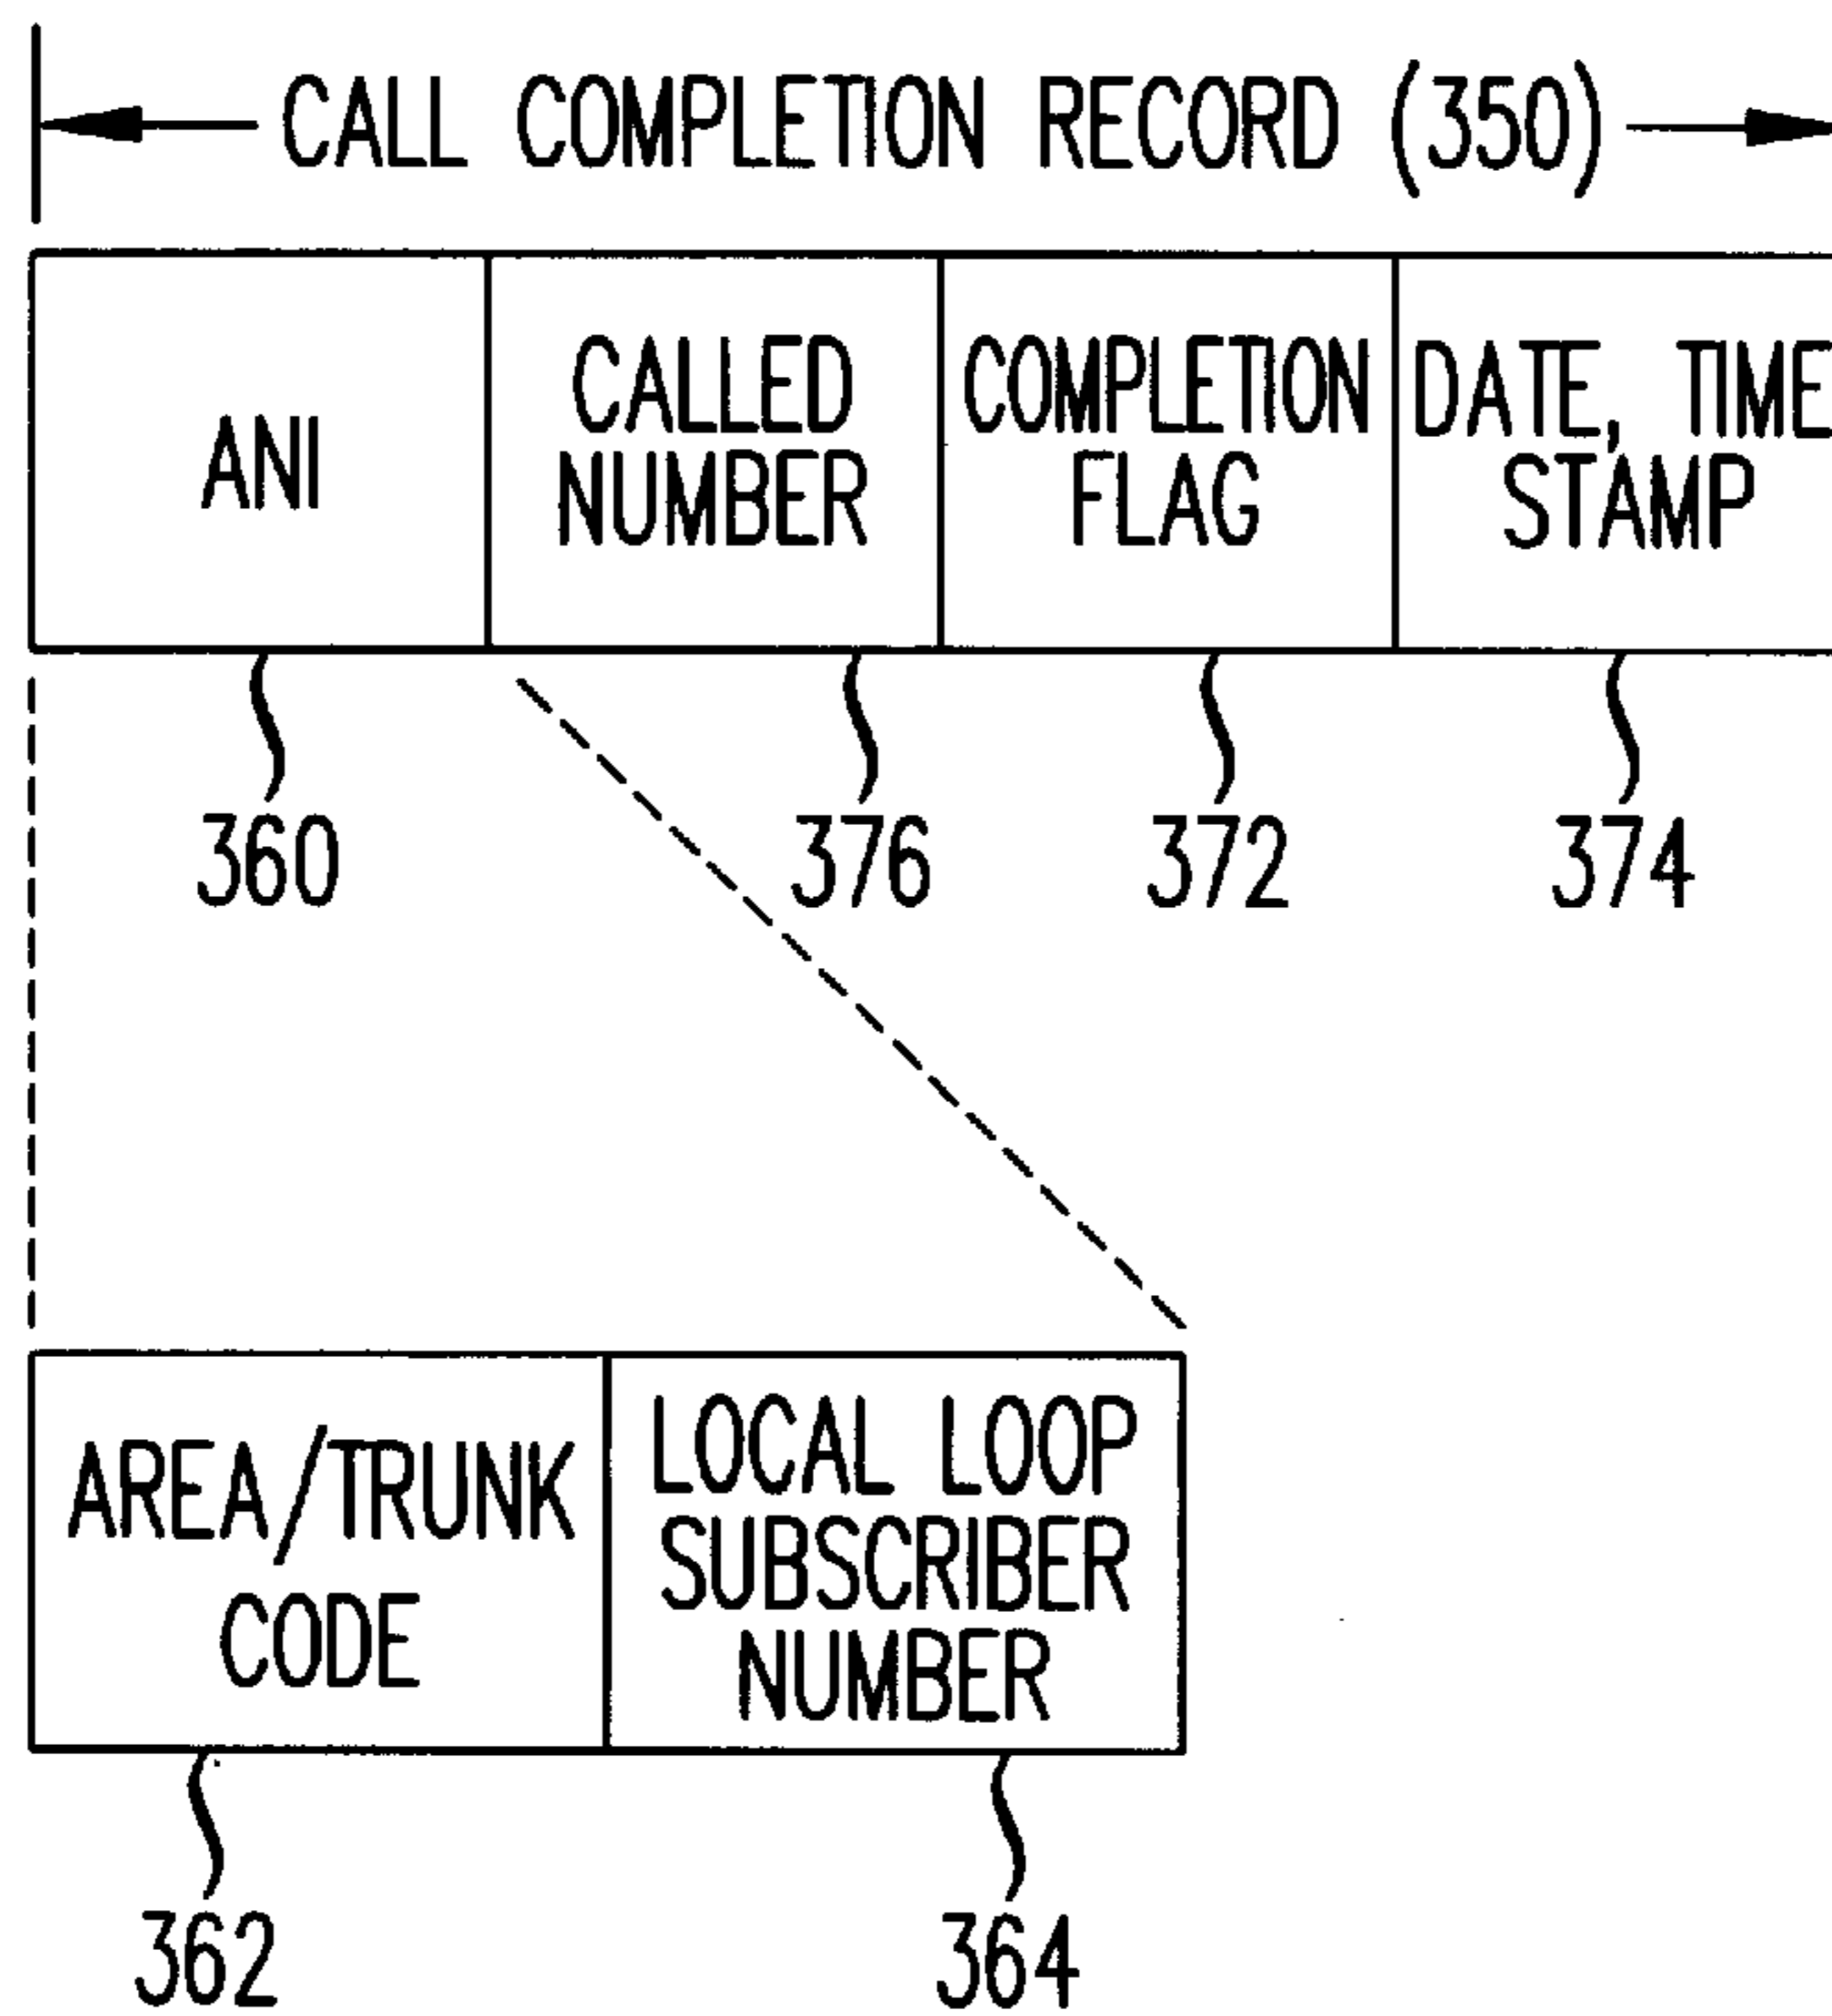 CALL COMPLETION RECORD (350)
ANI
CALLED
NUMBER
COMPLETION
FLAG
DATE, TIME
STAMP
360
376
372
374
AREA/TRUNK
CODE
LOCAL LOOP
SUBSCRIBER
NUMBER
362
364